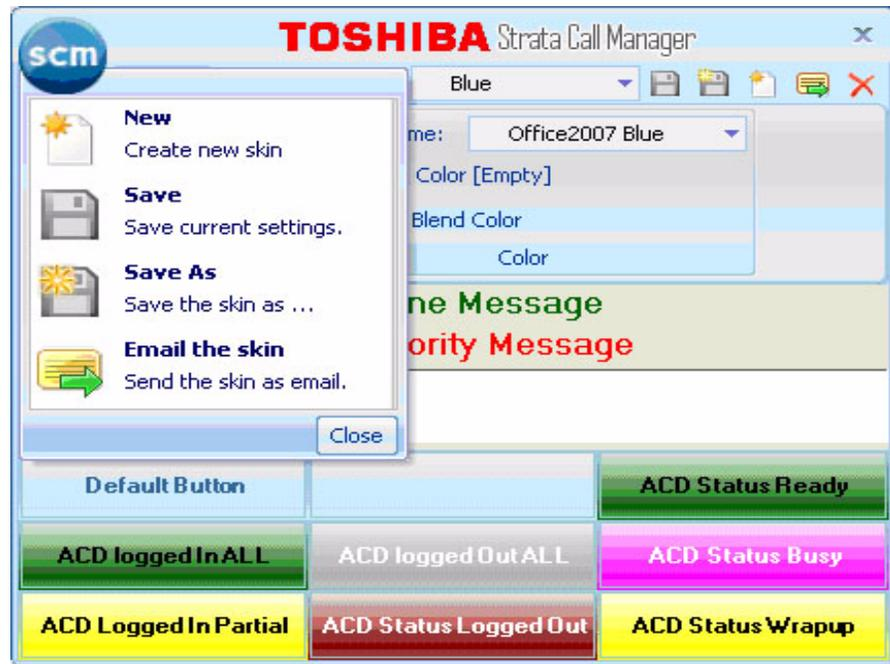 scm
TOSHIBA Strata Call Manager
Blue
New
Create new skin
me: Office2007 Blue
Color [Empty]
Save
Save current settings.
Blend Color
Color
Save As
Save the skin as ...
ne Message
Email the skin
Send the skin as email.
ority Message
Close
Default Button
ACD Status Ready
ACD logged In ALL
ACD logged Out ALL
ACD Status Busy
ACD Logged In Partial
ACD Status Logged Out
ACD Status Wrapup